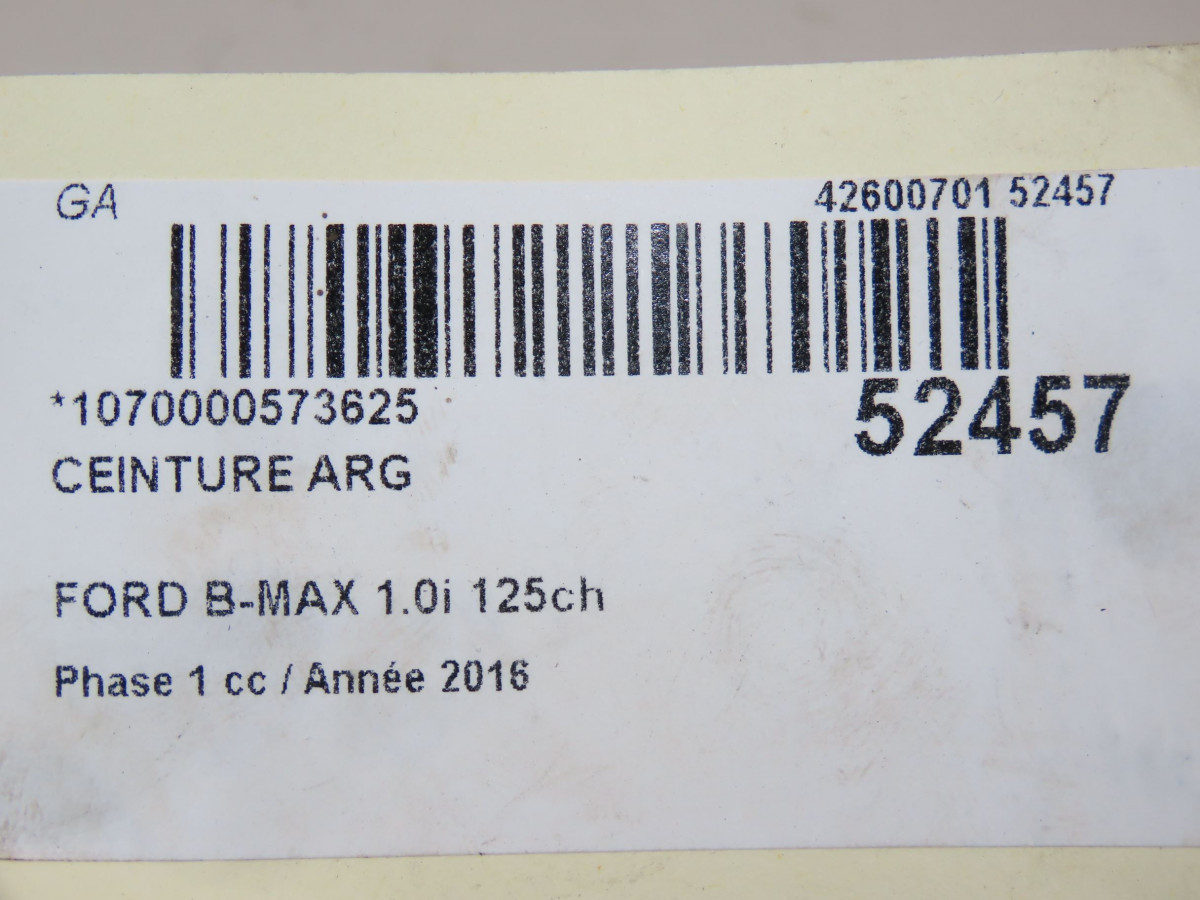 GA 42600701 52457
*1070000573625 52457
CEINTURE ARG
FORD B-MAX 1.0i 125ch
Phase 1 cc / Année 2016